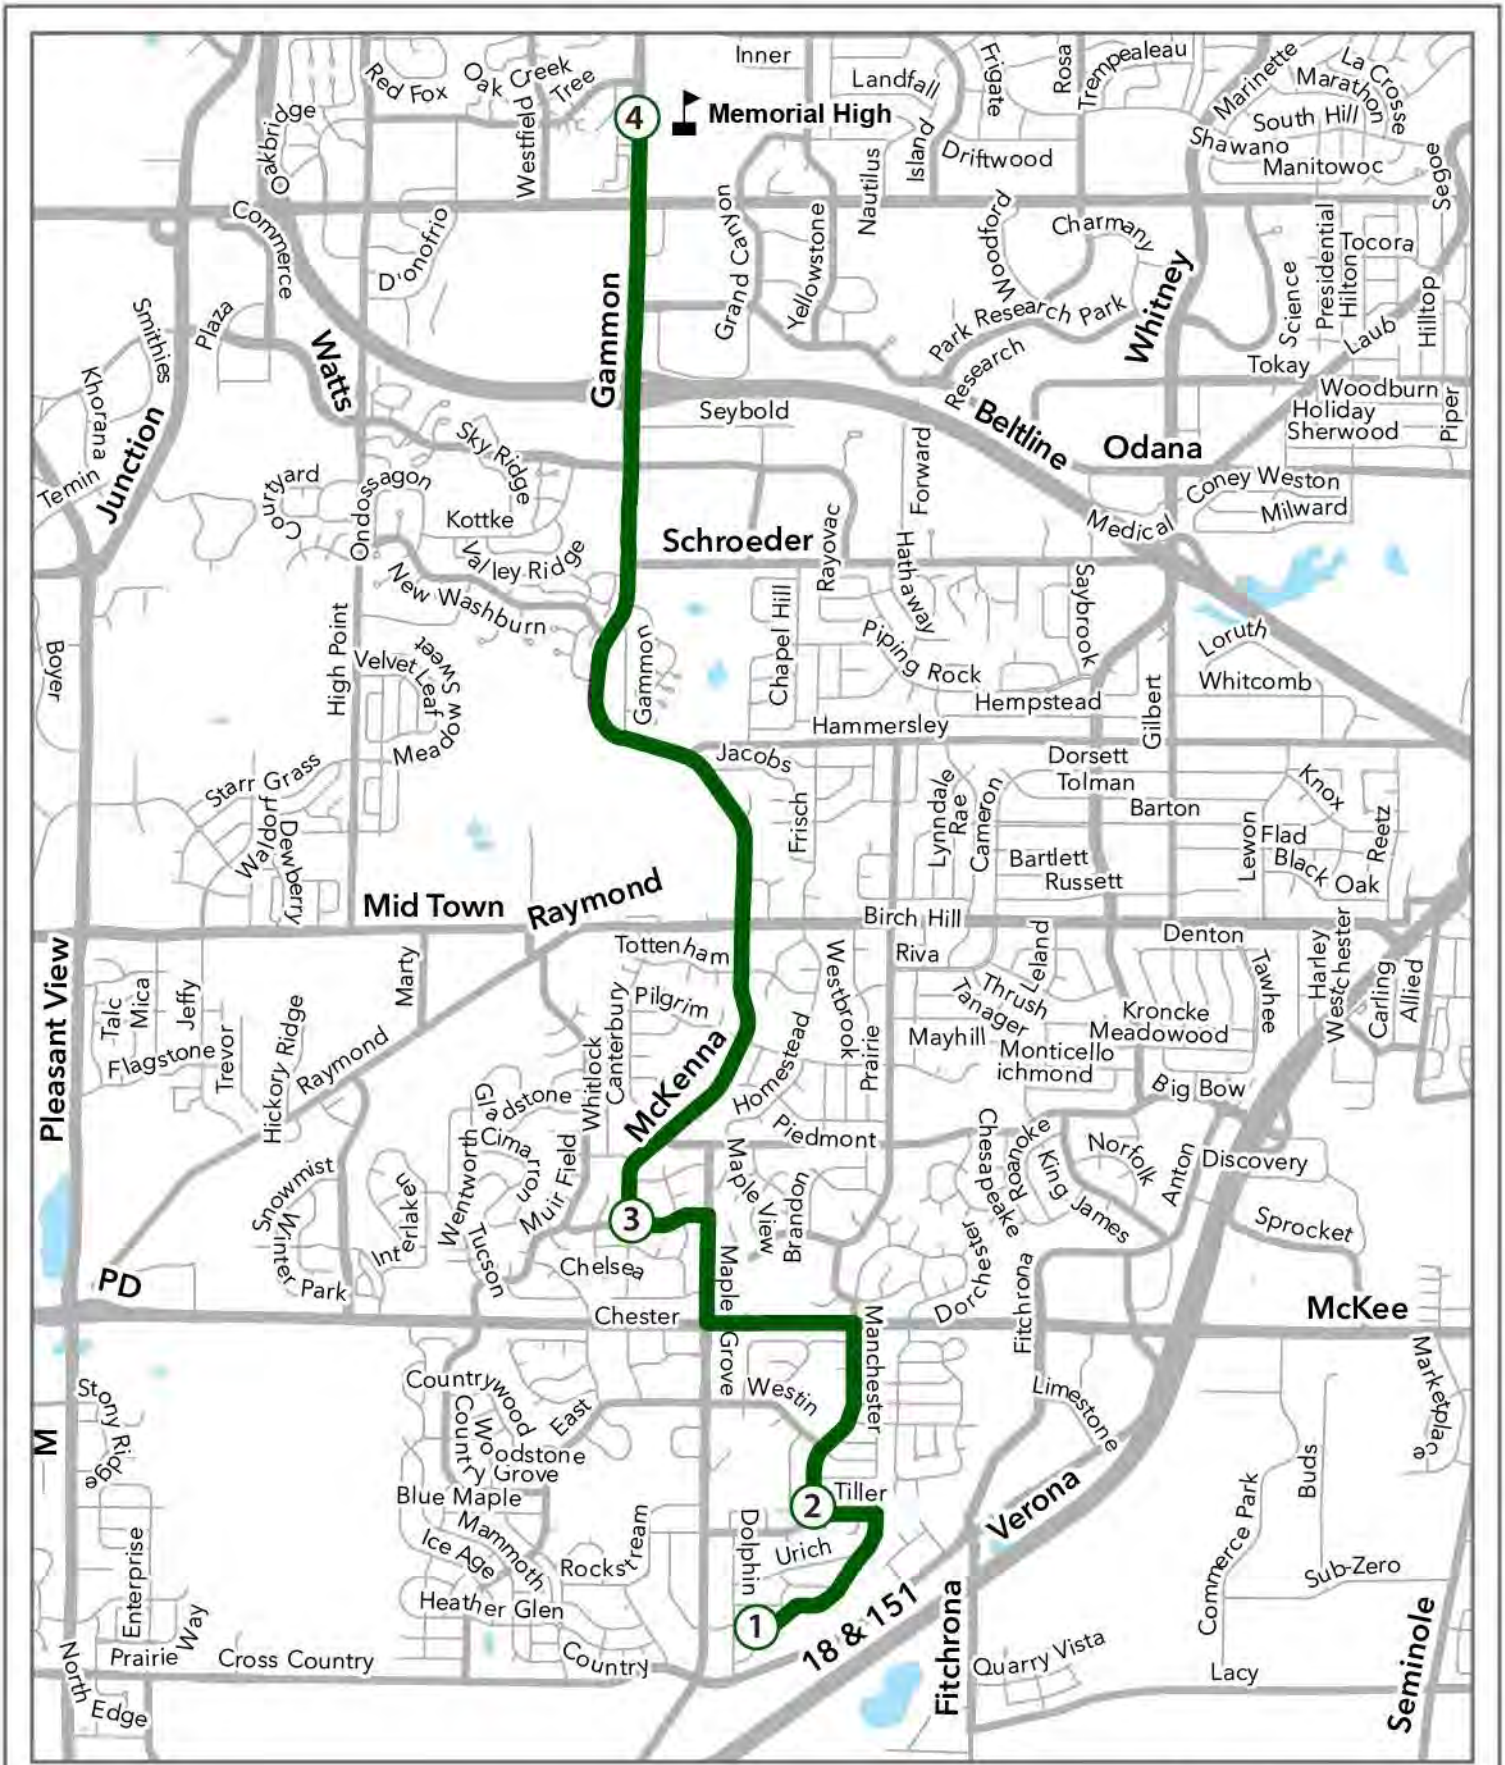 Inner
Landfall
Frigate
Rosa
Trempealeau
Marinette
La Crosse
Marathon
South Hill
Shawano
Manitowoc
Segoe
Red Fox
Oak Creek
Tree
Westfield
Oakbridge
4
Memorial High
Nautilus
Island
Driftwood
Commerce
D'onofrio
Gammon
Grand Canyon
Yellowstone
Woodford
Charmany
Whitney
Science
Presidential
Hilton
Tocora
Hilltop
Laub
Smithies
Plaza
Watts
Park
Research Park
Research
Tokay
Woodburn
Holiday
Sherwood
Piper
Khorana
Junction
Temin
Seybold
Beltline
Odana
Sky Ridge
Courtyard
Ondossagon
Kottke
Valley Ridge
New Washburn
Schroeder
Rayovac
Forward
Hathaway
Medical
Coney Weston
Milward
Boyer
High Point
Velvet Leaf
Sweet
Meadow
Gammon
Chapel Hill
Piping Rock
Saybrook
Hempstead
Gilbert
Loruth
Whitcomb
Hammersley
Jacobs
Starr Grass
Waldorf
Dewberry
Frisch
Lynndale
Rae
Cameron
Dorsett
Tolman
Barton
Bartlett
Russett
Lewon
Knox
Flad
Black Oak
Reetz
Mid Town
Raymond
Birch Hill
Riva
Leland
Denton
Tawhee
Harley
Westchester
Carling
Allied
Pleasant View
Talc
Mica
Jeffy
Flagstone
Trevor
Hickory Ridge
Raymond
Marty
Tottenham
Pilgrim
Canterbury
Whitlock
McKenna
Homestead
Westbrook
Prairie
Thrush
Tanager
Mayhill
Monticello
ichmond
Kroncke
Meadowood
Big Bow
Gladstone
Cimarron
Wentworth
Muir Field
Tucson
Interlaken
Snowmist
Winter
Park
Piedmont
Maple View
Brandon
Chesapeake
Roanoke
King James
Norfolk
Anton
Discovery
Sprocket
3
Chelsea
Dorchester
Fitchrona
PD
Chester
Maple Grove
Manchester
McKee
Marketplace
M
Stony Ridge
Countrywood
Country Grove
Woodstone
East
Westin
Limestone
Blue Maple
Mammoth
Ice Age
Rockstream
Heather Glen
2
Tiller
Dolphin
Urich
1
Verona
18 & 151
Commerce Park
Buds
Sub-Zero
Enterprise
Prairie Way
Cross Country
Country
North Edge
Fitchrona
Quarry Vista
Lacy
Seminole